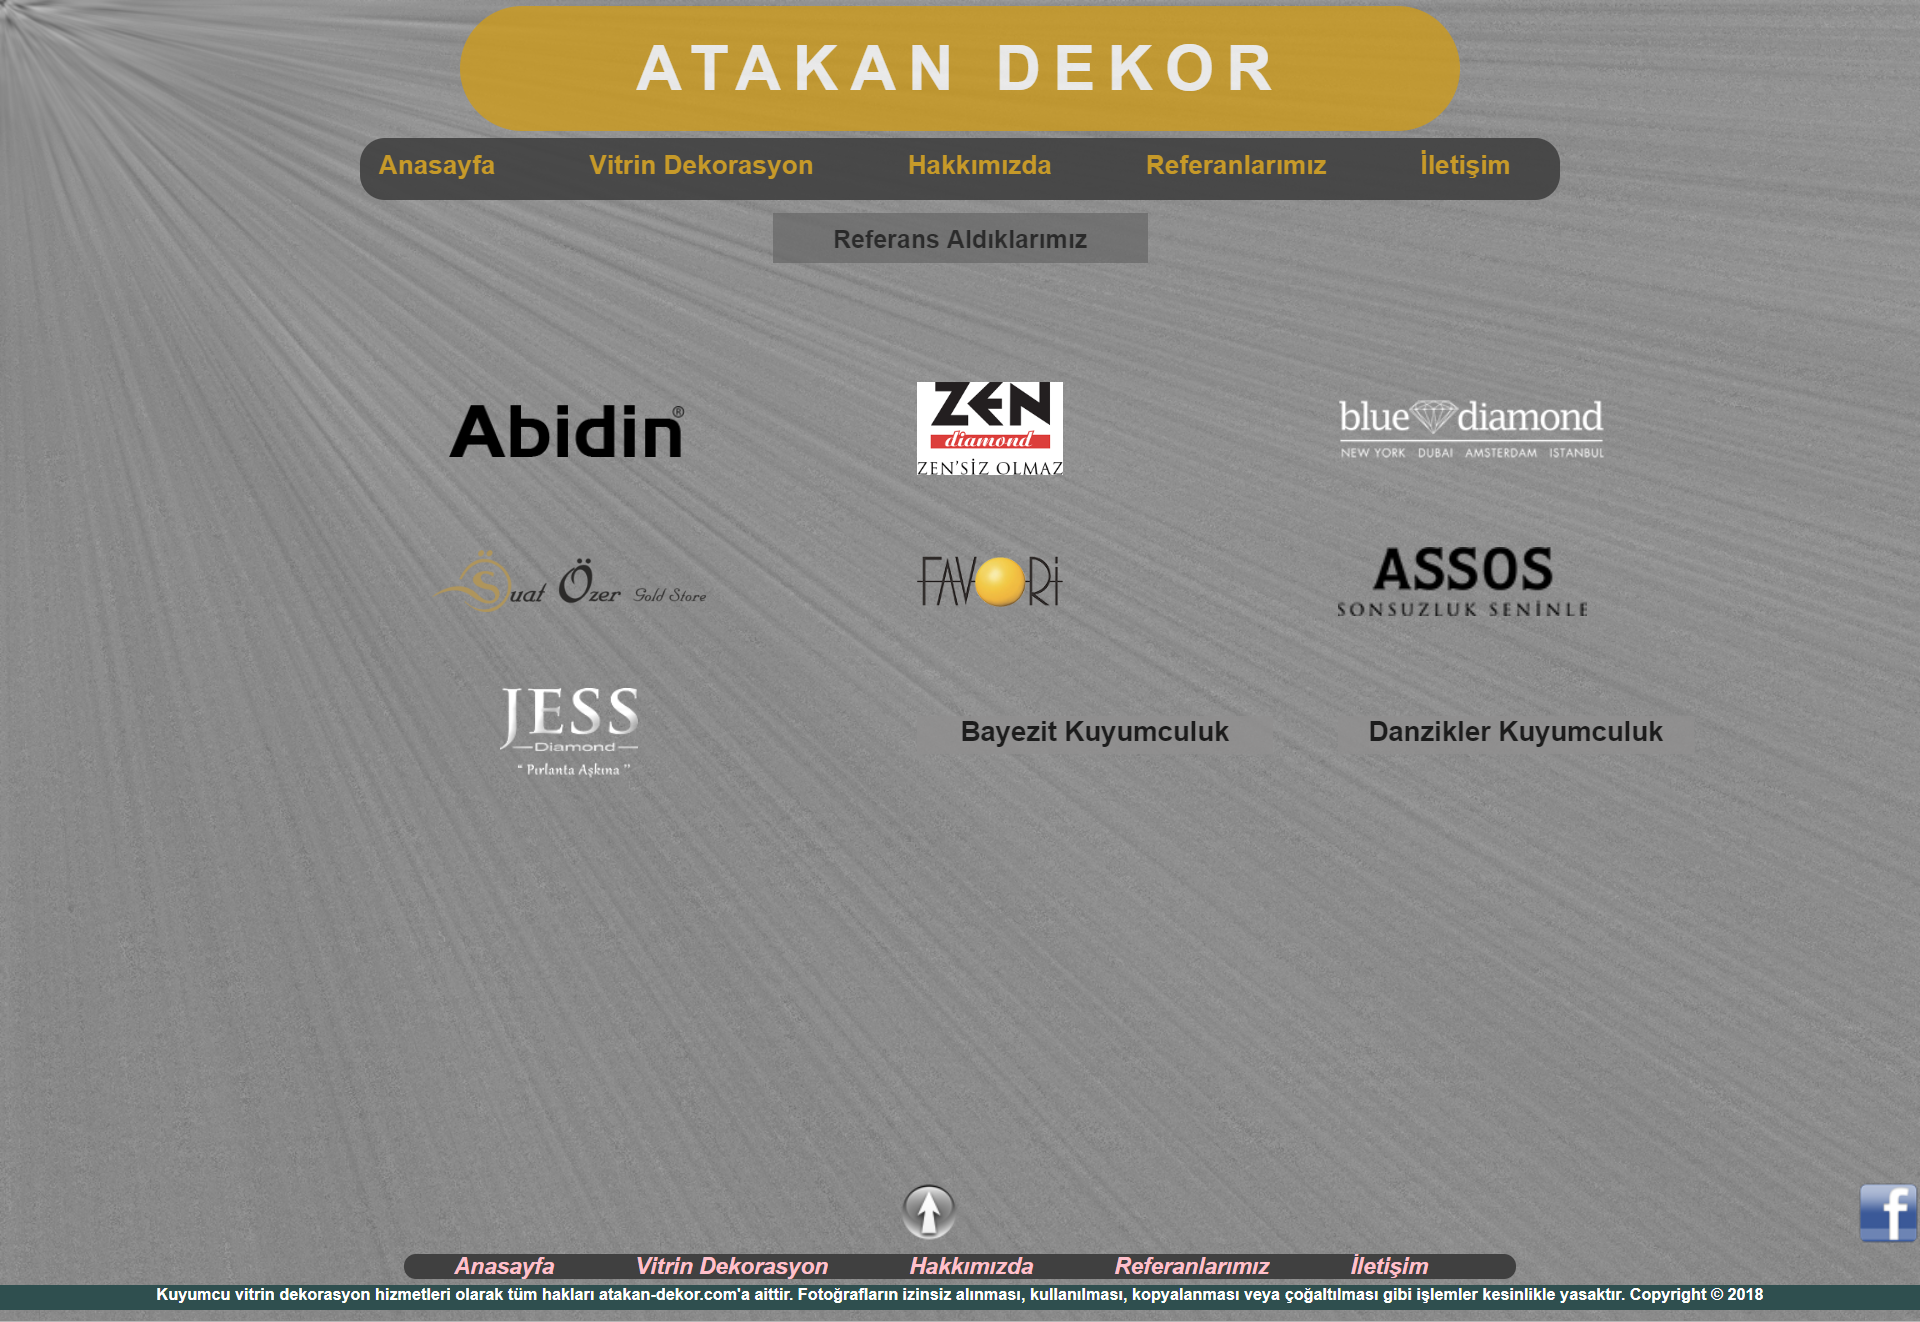 ATAKAN DEKOR
Anasayfa Vitrin Dekorasyon Hakkımızda Referanlarımız İletişim
Referans Aldıklarımız
Abidin®
ZEN
diamond
ZEN'SİZ OLMAZ
blue diamond
NEW YORK DUBAI AMSTERDAM ISTANBUL
Suat Özer Gold Store
FAVORİ
ASSOS
SONSUZLUK SENİNLE
JESS
Diamond
“ Pırlanta Aşkına ”
Bayezit Kuyumculuk
Danzikler Kuyumculuk
f
Anasayfa Vitrin Dekorasyon Hakkımızda Referanlarımız İletişim
Kuyumcu vitrin dekorasyon hizmetleri olarak tüm hakları atakan-dekor.com'a aittir. Fotoğrafların izinsiz alınması, kullanılması, kopyalanması veya çoğaltılması gibi işlemler kesinlikle yasaktır. Copyright © 2018